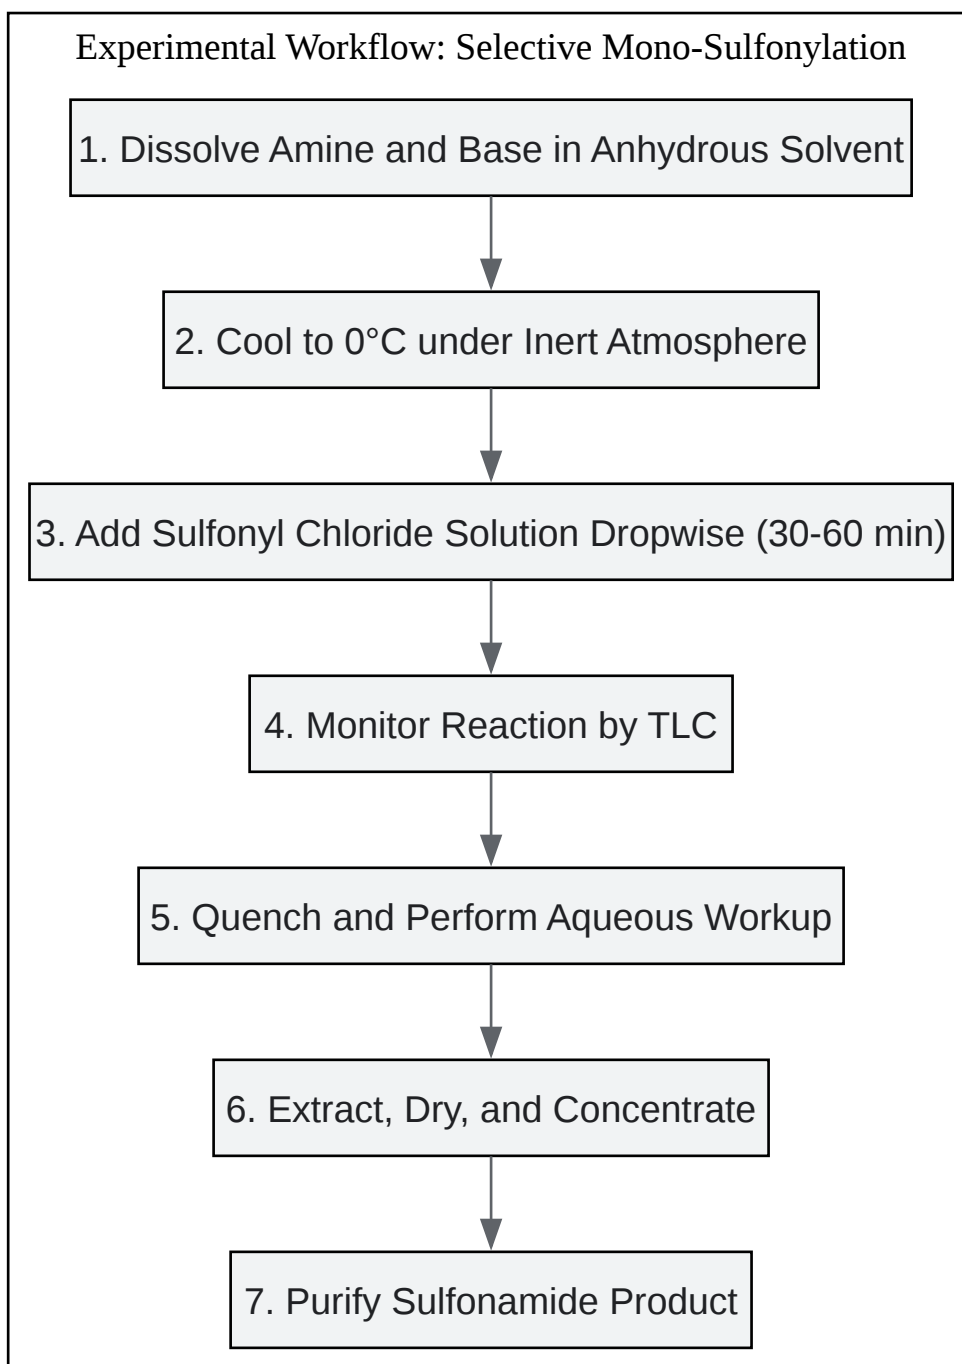 Experimental Workflow: Selective Mono-Sulfonylation
1. Dissolve Amine and Base in Anhydrous Solvent
2. Cool to 0°C under Inert Atmosphere
3. Add Sulfonyl Chloride Solution Dropwise (30-60 min)
4. Monitor Reaction by TLC
5. Quench and Perform Aqueous Workup
6. Extract, Dry, and Concentrate
7. Purify Sulfonamide Product